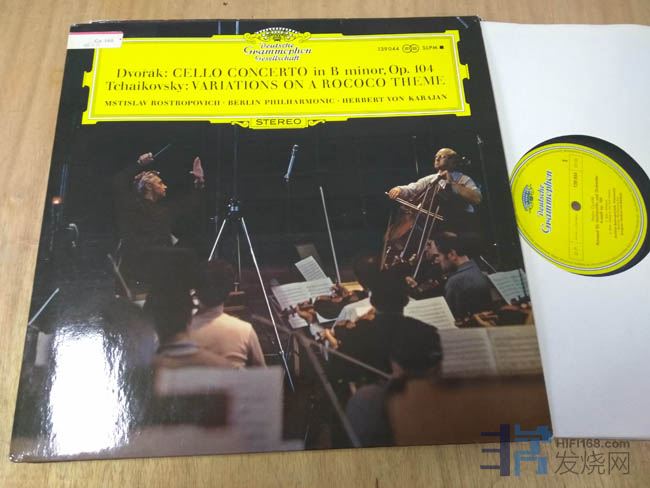 Deutsche
Grammophon
Gesellschaft
139044 SLPM
Dvorák: CELLO CONCERTO in B minor, Op. 104
Tchaikovsky: VARIATIONS ON A ROCOCO THEME
MSTISLAV ROSTROPOVICH · BERLIN PHILHARMONIC · HERBERT VON KARAJAN
STEREO
Deutsche
Grammophon
HIFI168.com
发烧网